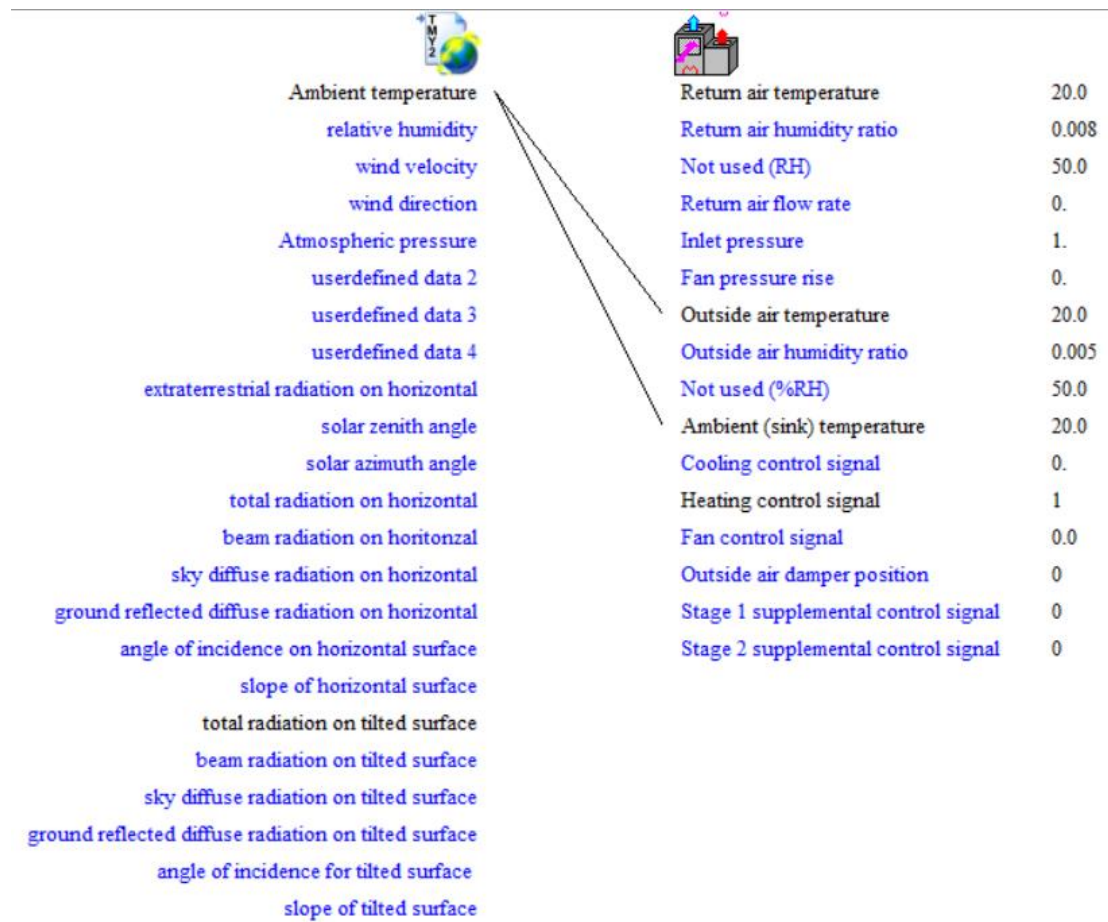 TMY2
Ambient temperature Return air temperature 20.0
relative humidity Return air humidity ratio 0.008
wind velocity Not used (RH) 50.0
wind direction Return air flow rate 0.
Atmospheric pressure Inlet pressure 1.
userdefined data 2 Fan pressure rise 0.
userdefined data 3 Outside air temperature 20.0
userdefined data 4 Outside air humidity ratio 0.005
extraterrestrial radiation on horizontal Not used (%RH) 50.0
solar zenith angle Ambient (sink) temperature 20.0
solar azimuth angle Cooling control signal 0.
total radiation on horizontal Heating control signal 1
beam radiation on horitonzal Fan control signal 0.0
sky diffuse radiation on horizontal Outside air damper position 0
ground reflected diffuse radiation on horizontal Stage 1 supplemental control signal 0
angle of incidence on horizontal surface Stage 2 supplemental control signal 0
slope of horizontal surface
total radiation on tilted surface
beam radiation on tilted surface
sky diffuse radiation on tilted surface
ground reflected diffuse radiation on tilted surface
angle of incidence for tilted surface
slope of tilted surface